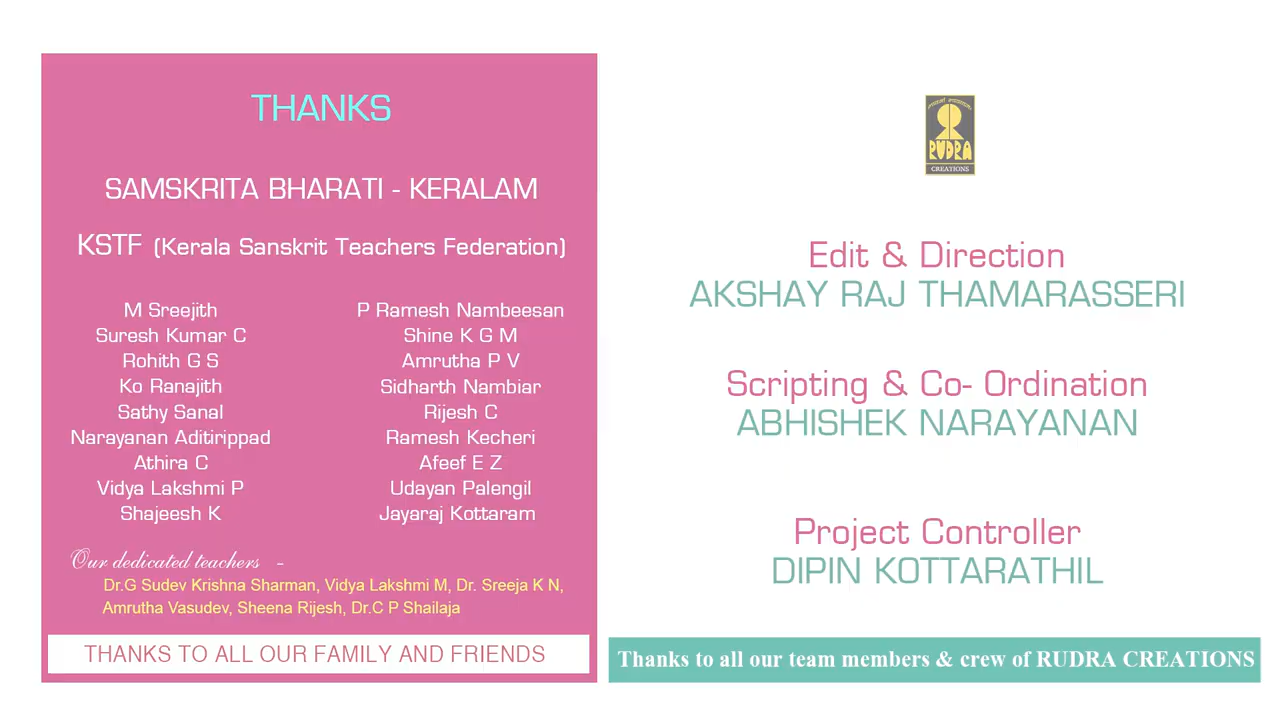 THANKS
SAMSKRITA BHARATI - KERALAM
KSTF (Kerala Sanskrit Teachers Federation)
M Sreejith
Suresh Kumar C
Rohith G S
Ko Ranajith
Sathy Sanal
Narayanan Aditirippad
Athira C
Vidya Lakshmi P
Shajeesh K
P Ramesh Nambeesan
Shine K G M
Amrutha P V
Sidharth Nambiar
Rijesh C
Ramesh Kecheri
Afeef E Z
Udayan Palengil
Jayaraj Kottaram
Our dedicated teachers -
Dr.G Sudev Krishna Sharman, Vidya Lakshmi M, Dr. Sreeja K N,
Amrutha Vasudev, Sheena Rijesh, Dr.C P Shailaja
THANKS TO ALL OUR FAMILY AND FRIENDS
RUDRA
CREATIONS
Edit & Direction
AKSHAY RAJ THAMARASSERI
Scripting & Co- Ordination
ABHISHEK NARAYANAN
Project Controller
DIPIN KOTTARATHIL
Thanks to all our team members & crew of RUDRA CREATIONS